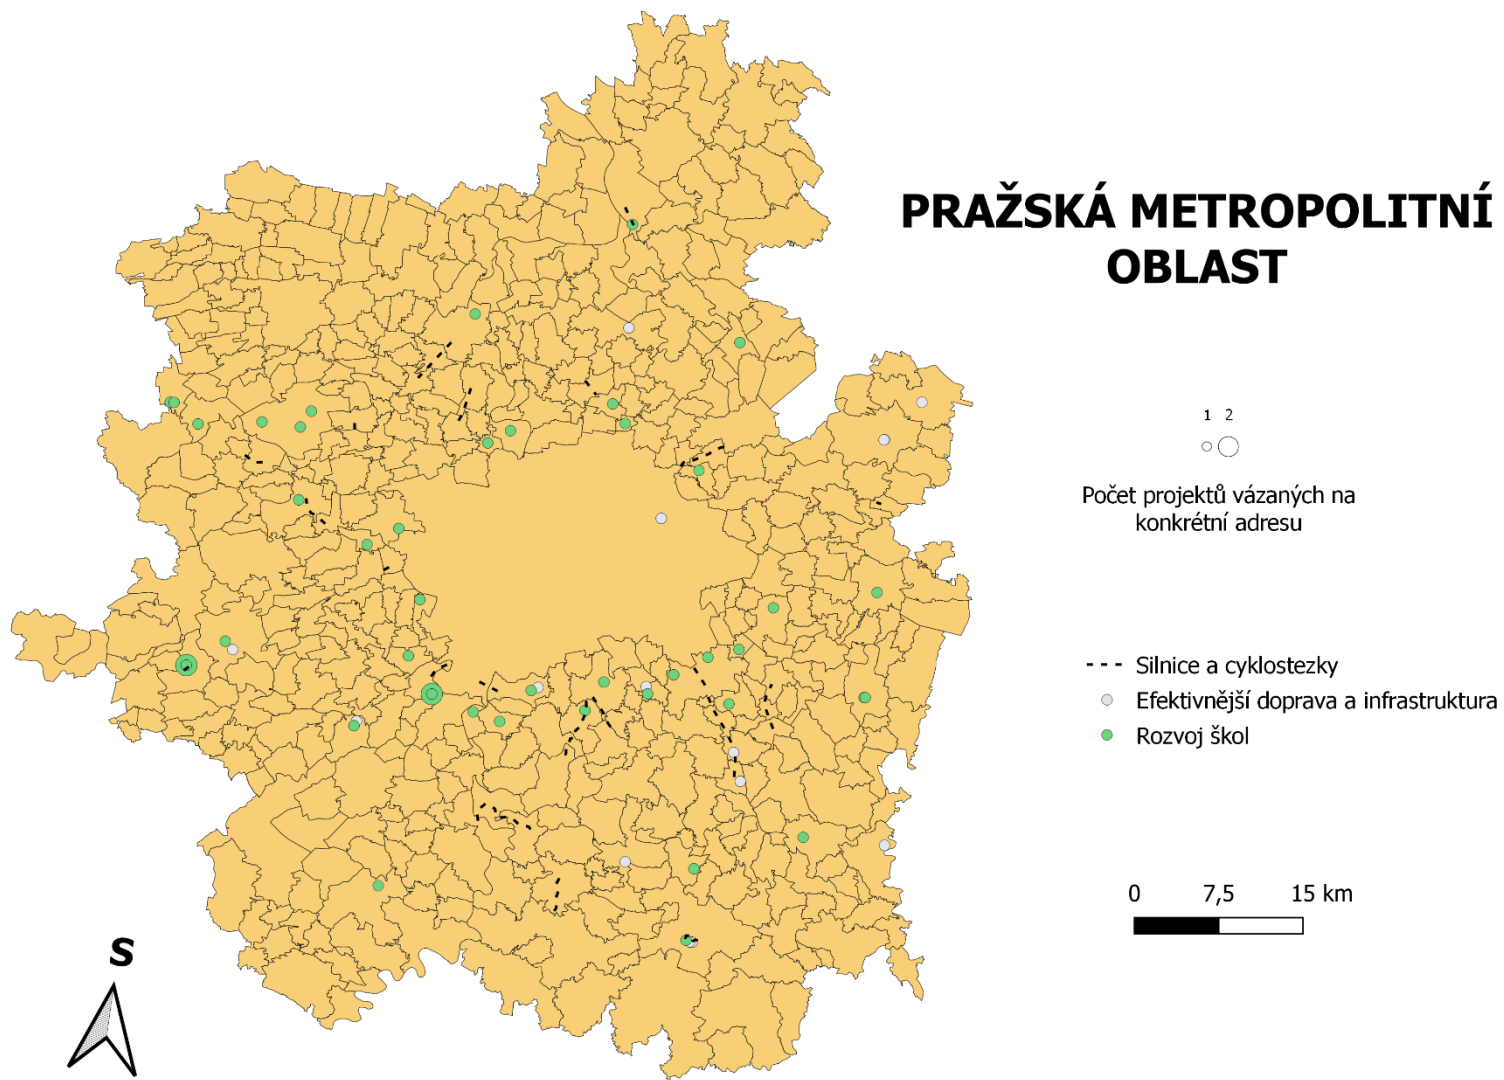 PRAŽSKÁ METROPOLITNÍ
OBLAST
1 2
Počet projektů vázaných na
konkrétní adresu
Silnice a cyklostezky
Efektivnější doprava a infrastruktura
Rozvoj škol
0 7,5 15 km
S